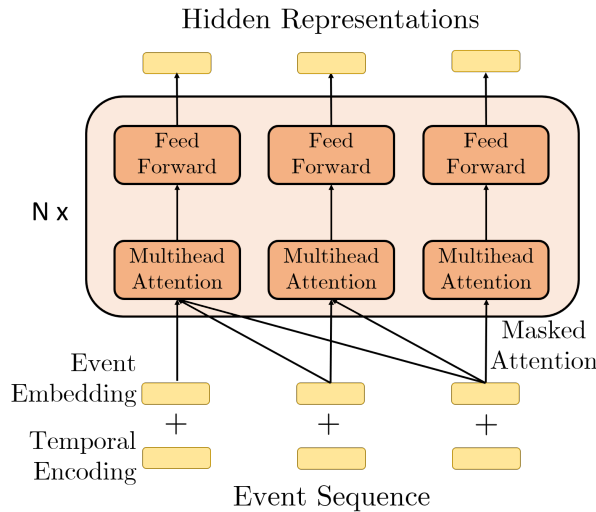 Hidden Representations
Feed
Forward
Feed
Forward
Feed
Forward
N x
Multihead
Attention
Multihead
Attention
Multihead
Attention
Masked
Attention
Event
Embedding
+
+
+
Temporal
Encoding
Event Sequence